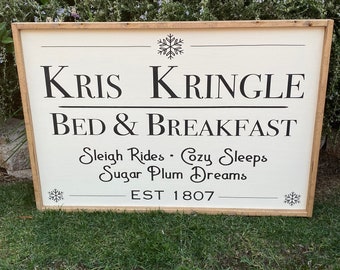 KRIS KRINGLE
BED & BREAKFAST
Sleigh Rides • Cozy Sleeps
Sugar Plum Dreams
EST 1807